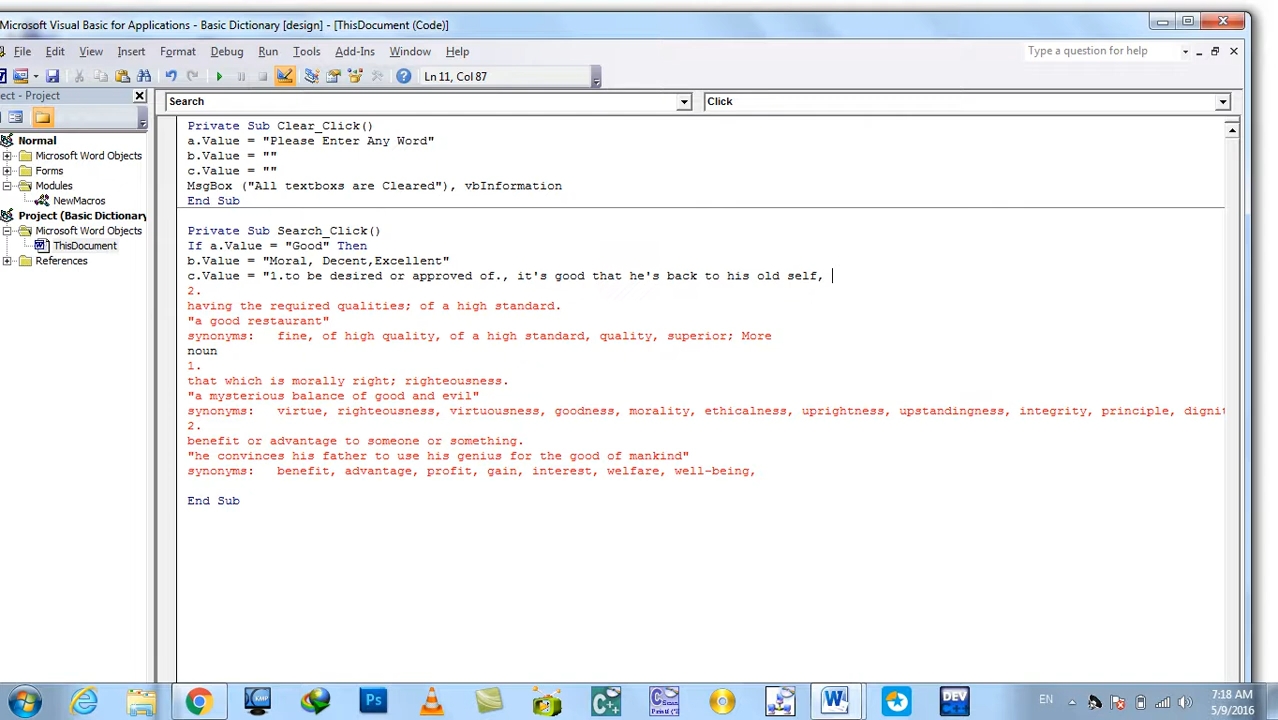 Microsoft Visual Basic for Applications - Basic Dictionary [design] - [ThisDocument (Code)]
File Edit View Insert Format Debug Run Tools Add-Ins Window Help
Type a question for help
Ln 11, Col 87
ect - Project
Search
Click
Normal
Microsoft Word Objects
Forms
Modules
NewMacros
Project (Basic Dictionary
Microsoft Word Objects
ThisDocument
References
Private Sub Clear_Click()
a.Value = "Please Enter Any Word"
b.Value = ""
c.Value = ""
MsgBox ("All textboxs are Cleared"), vbInformation
End Sub
Private Sub Search_Click()
If a.Value = "Good" Then
b.Value = "Moral, Decent,Excellent"
c.Value = "1.to be desired or approved of., it's good that he's back to his old self,
2.
having the required qualities; of a high standard.
"a good restaurant"
synonyms: fine, of high quality, of a high standard, quality, superior; More
noun
1.
that which is morally right; righteousness.
"a mysterious balance of good and evil"
synonyms: virtue, righteousness, virtuousness, goodness, morality, ethicalness, uprightness, upstandingness, integrity, principle, dignit
2.
benefit or advantage to someone or something.
"he convinces his father to use his genius for the good of mankind"
synonyms: benefit, advantage, profit, gain, interest, welfare, well-being,
End Sub
KMP
Ps
C++
W
DEV
EN
7:18 AM
5/9/2016